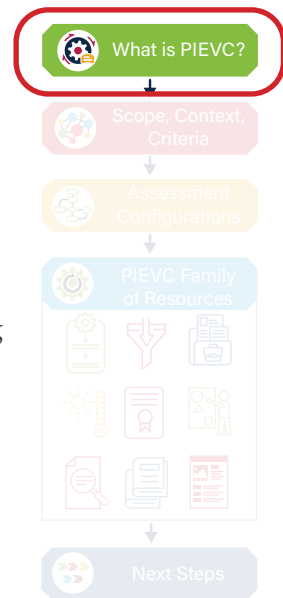 What is PIEVC?
Scope, Context,
Criteria
Assessment
Configurations
PIEVC Family
of Resources
Next Steps